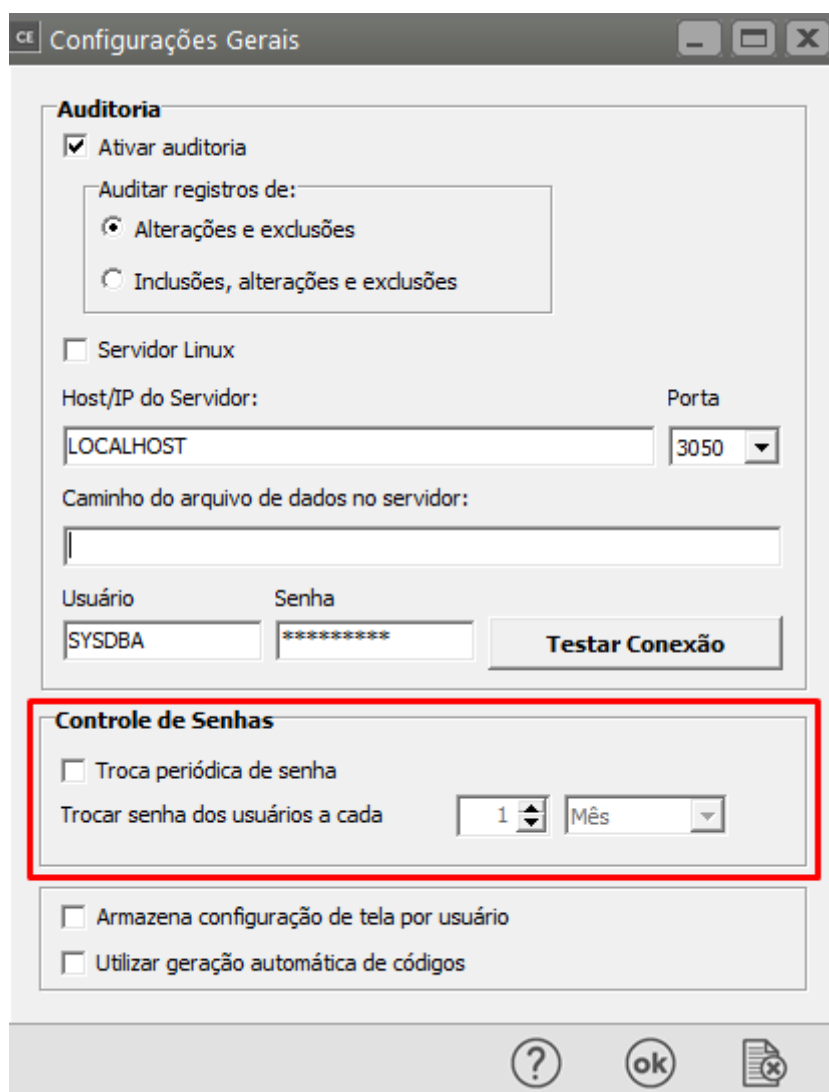 CE Configurações Gerais
Auditoria
Ativar auditoria
Auditar registros de:
Alterações e exclusões
Inclusões, alterações e exclusões
Servidor Linux
Host/IP do Servidor: Porta
LOCALHOST 3050
Caminho do arquivo de dados no servidor:
Usuário Senha
SYSDBA ********* Testar Conexão
Controle de Senhas
Troca periódica de senha
Trocar senha dos usuários a cada 1 Mês
Armazena configuração de tela por usuário
Utilizar geração automática de códigos
? ok